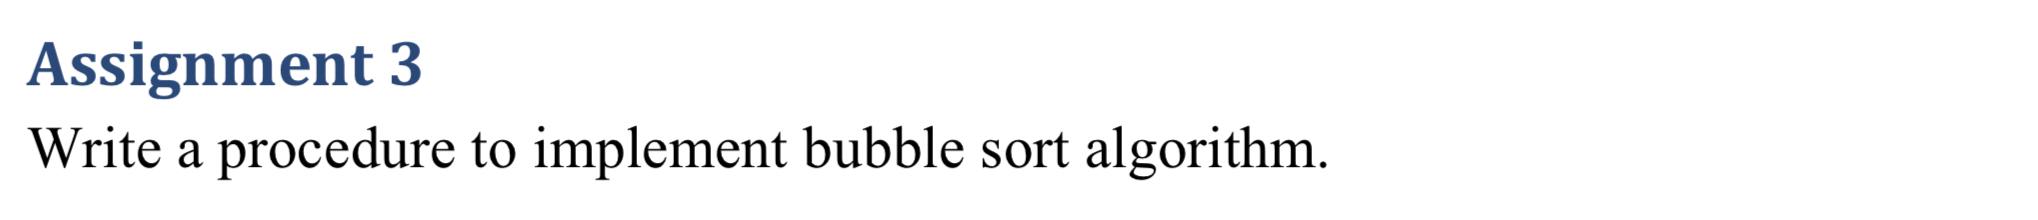 Assignment 3
Write a procedure to implement bubble sort algorithm.